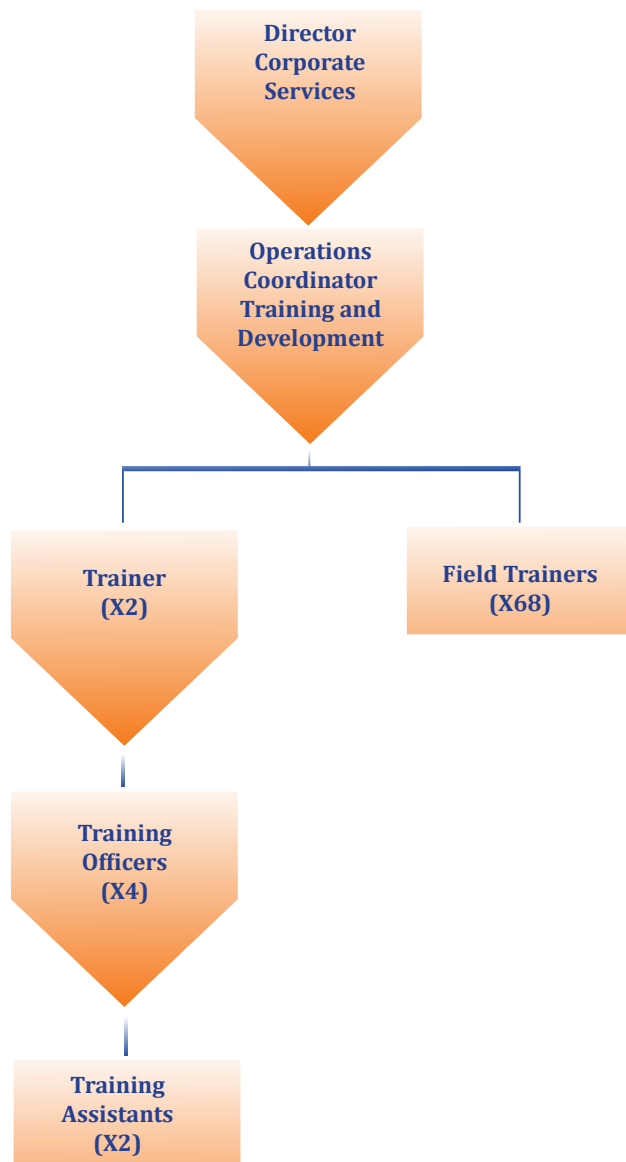 Director
Corporate
Services
Operations
Coordinator
Training and
Development
Trainer
(X2)
Field Trainers
(X68)
Training
Officers
(X4)
Training
Assistants
(X2)